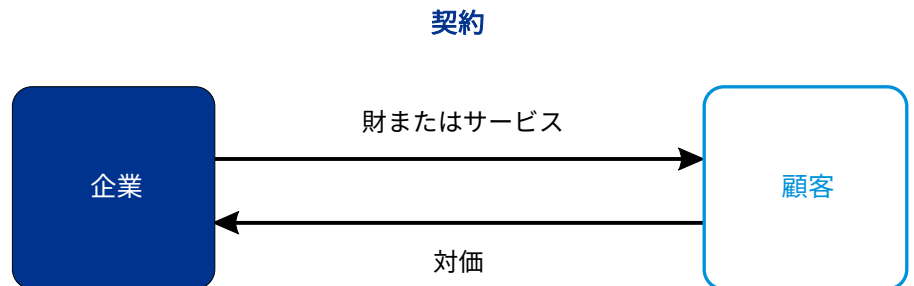 契約
財またはサービス
企業
顧客
対価